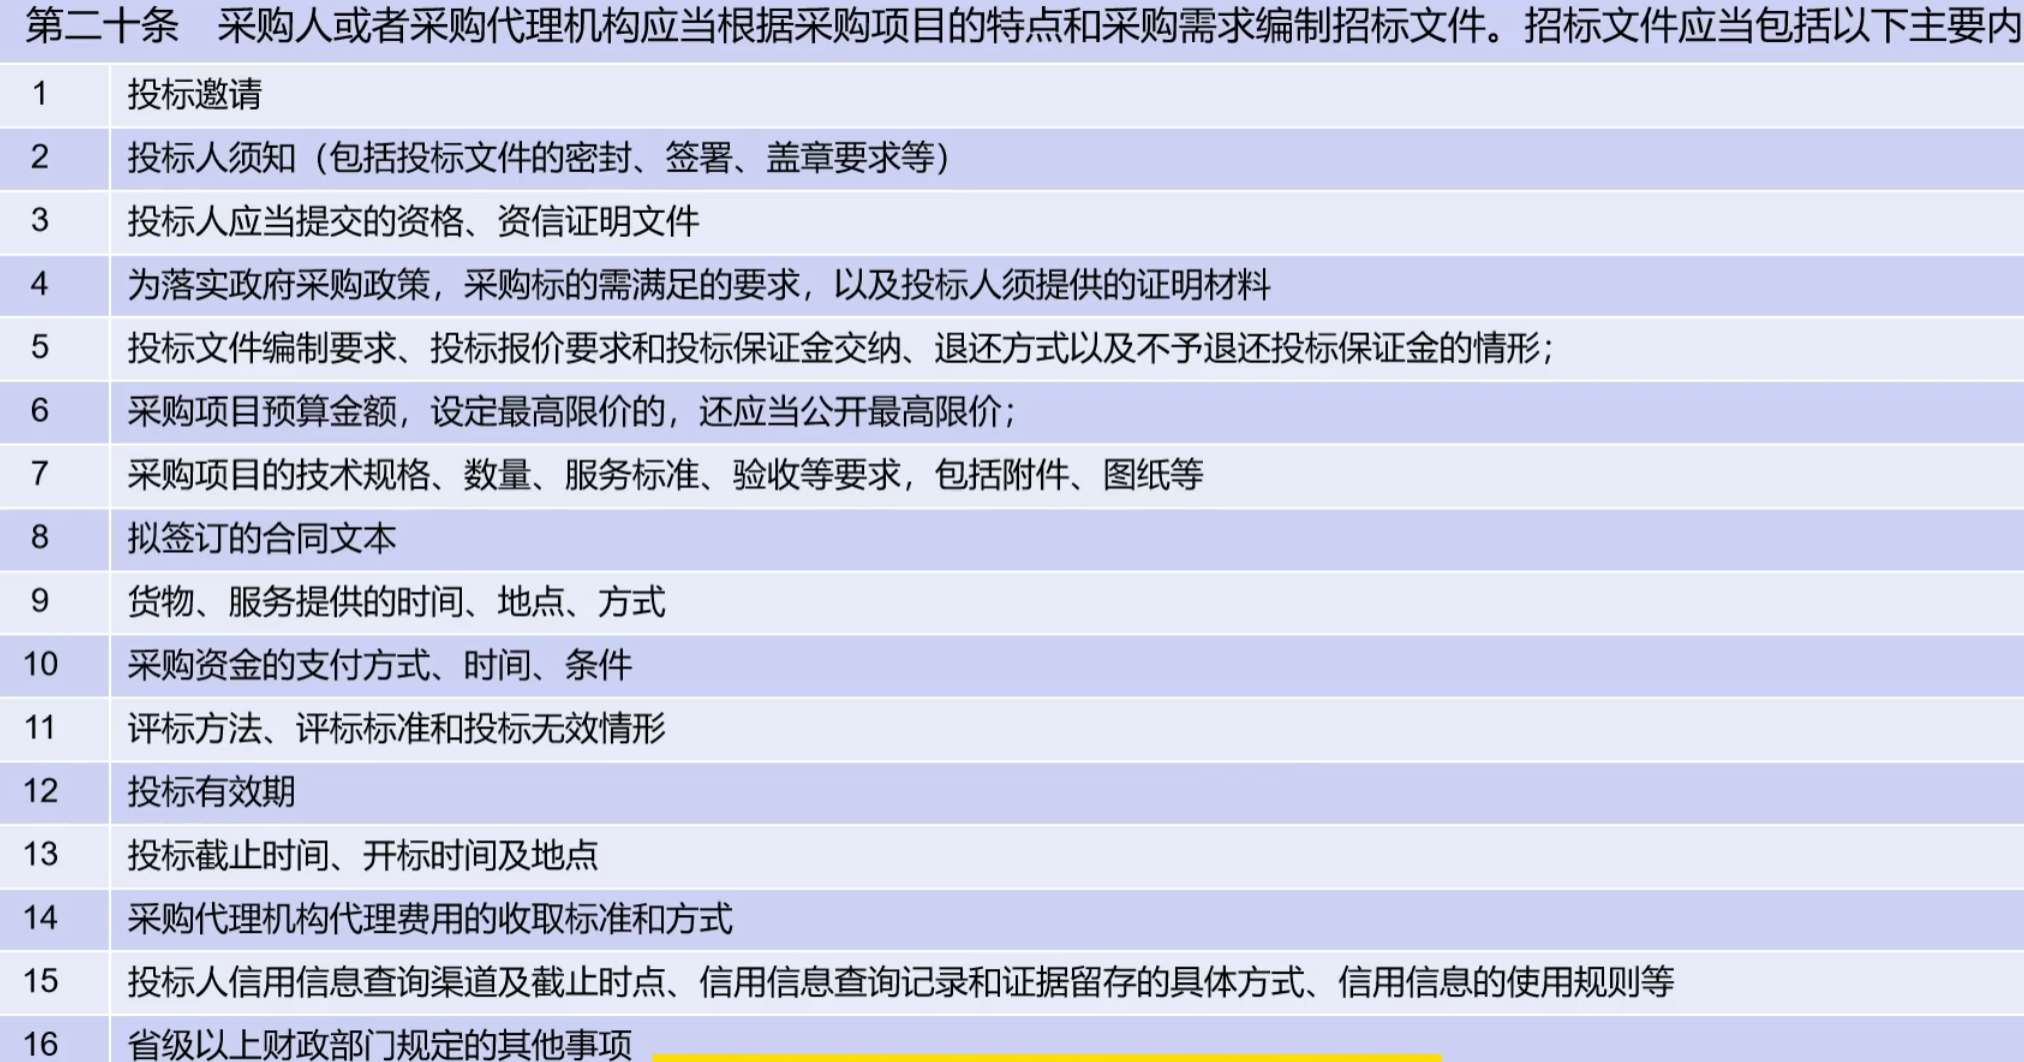 第二十条 采购人或者采购代理机构应当根据采购项目的特点和采购需求编制招标文件。招标文件应当包括以下主要内
1 投标邀请
2 投标人须知（包括投标文件的密封、签署、盖章要求等）
3 投标人应当提交的资格、资信证明文件
4 为落实政府采购政策，采购标的需满足的要求，以及投标人须提供的证明材料
5 投标文件编制要求、投标报价要求和投标保证金交纳、退还方式以及不予退还投标保证金的情形；
6 采购项目预算金额，设定最高限价的，还应当公开最高限价；
7 采购项目的技术规格、数量、服务标准、验收等要求，包括附件、图纸等
8 拟签订的合同文本
9 货物、服务提供的时间、地点、方式
10 采购资金的支付方式、时间、条件
11 评标方法、评标标准和投标无效情形
12 投标有效期
13 投标截止时间、开标时间及地点
14 采购代理机构代理费用的收取标准和方式
15 投标人信用信息查询渠道及截止时点、信用信息查询记录和证据留存的具体方式、信用信息的使用规则等
16 省级以上财政部门规定的其他事项